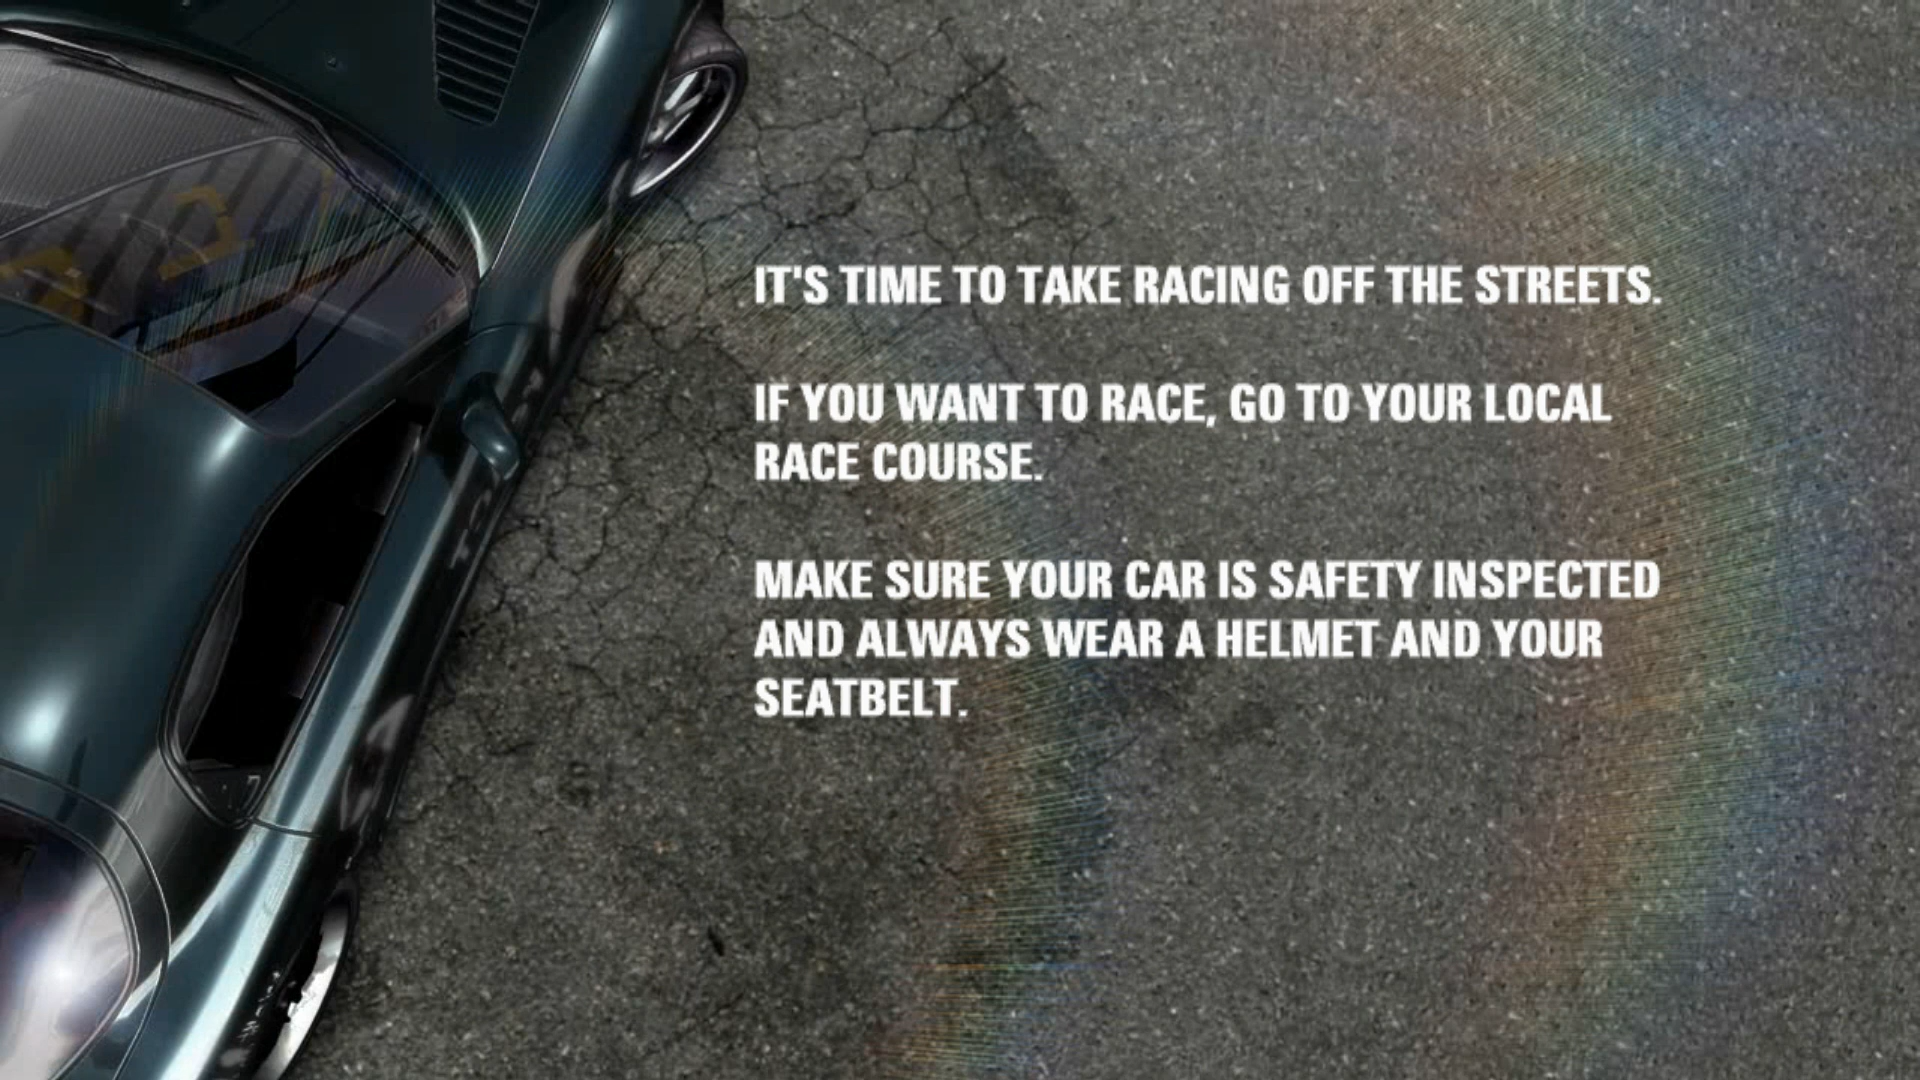 IT'S TIME TO TAKE RACING OFF THE STREETS.
IF YOU WANT TO RACE, GO TO YOUR LOCAL
RACE COURSE.
MAKE SURE YOUR CAR IS SAFETY INSPECTED
AND ALWAYS WEAR A HELMET AND YOUR
SEATBELT.